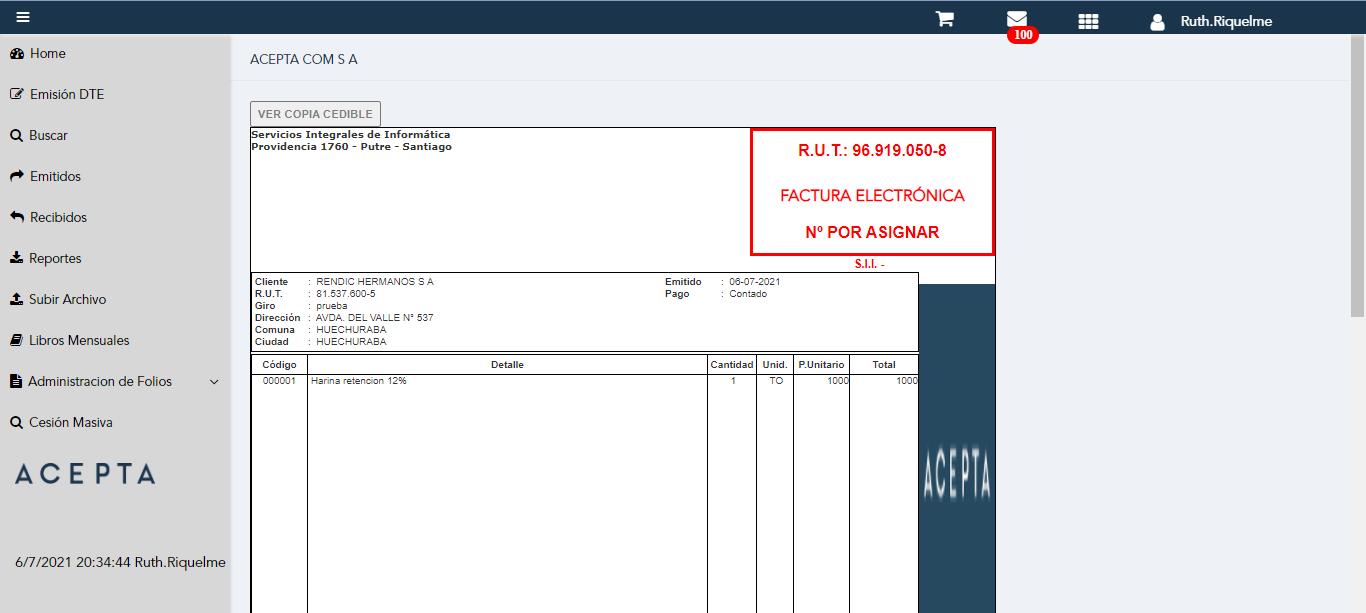 Ruth.Riquelme
100
Home
Emisión DTE
Buscar
Emitidos
Recibidos
Reportes
Subir Archivo
Libros Mensuales
Administracion de Folios
Cesión Masiva
ACEPTA
6/7/2021 20:34:44 Ruth.Riquelme
ACEPTA COM S A
VER COPIA CEDIBLE
Servicios Integrales de Informática
Providencia 1760 - Putre - Santiago
R.U.T.: 96.919.050-8
FACTURA ELECTRÓNICA
Nº POR ASIGNAR
S.I.I. -
Cliente : RENDIC HERMANOS S A Emitido : 06-07-2021
R.U.T. : 81.537.600-5 Pago : Contado
Giro : prueba
Dirección : AVDA. DEL VALLE N° 537
Comuna : HUECHURABA
Ciudad : HUECHURABA
Código Detalle Cantidad Unid. P.Unitario Total
000001 Harina retencion 12% 1 TO 1000 1000
ACEPTA